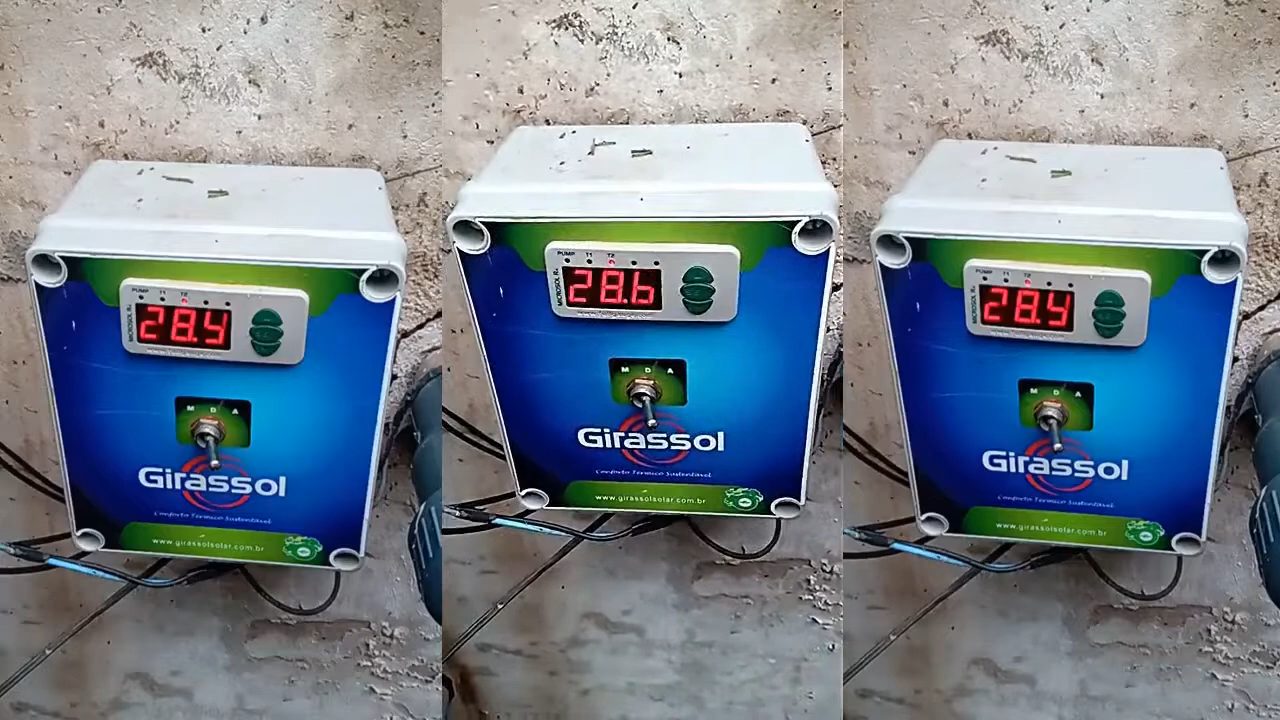 PUMP T1 T2
MICROSOL
28.4
M D A
Girassol
Conforto Térmico Sustentável
www.girassolsolar.com.br
PUMP T1 T2
MICROSOL
28.6
M D A
Girassol
Conforto Térmico Sustentável
www.girassolsolar.com.br
PUMP T1 T2
MICROSOL
28.4
M D A
Girassol
Conforto Térmico Sustentável
www.girassolsolar.com.br